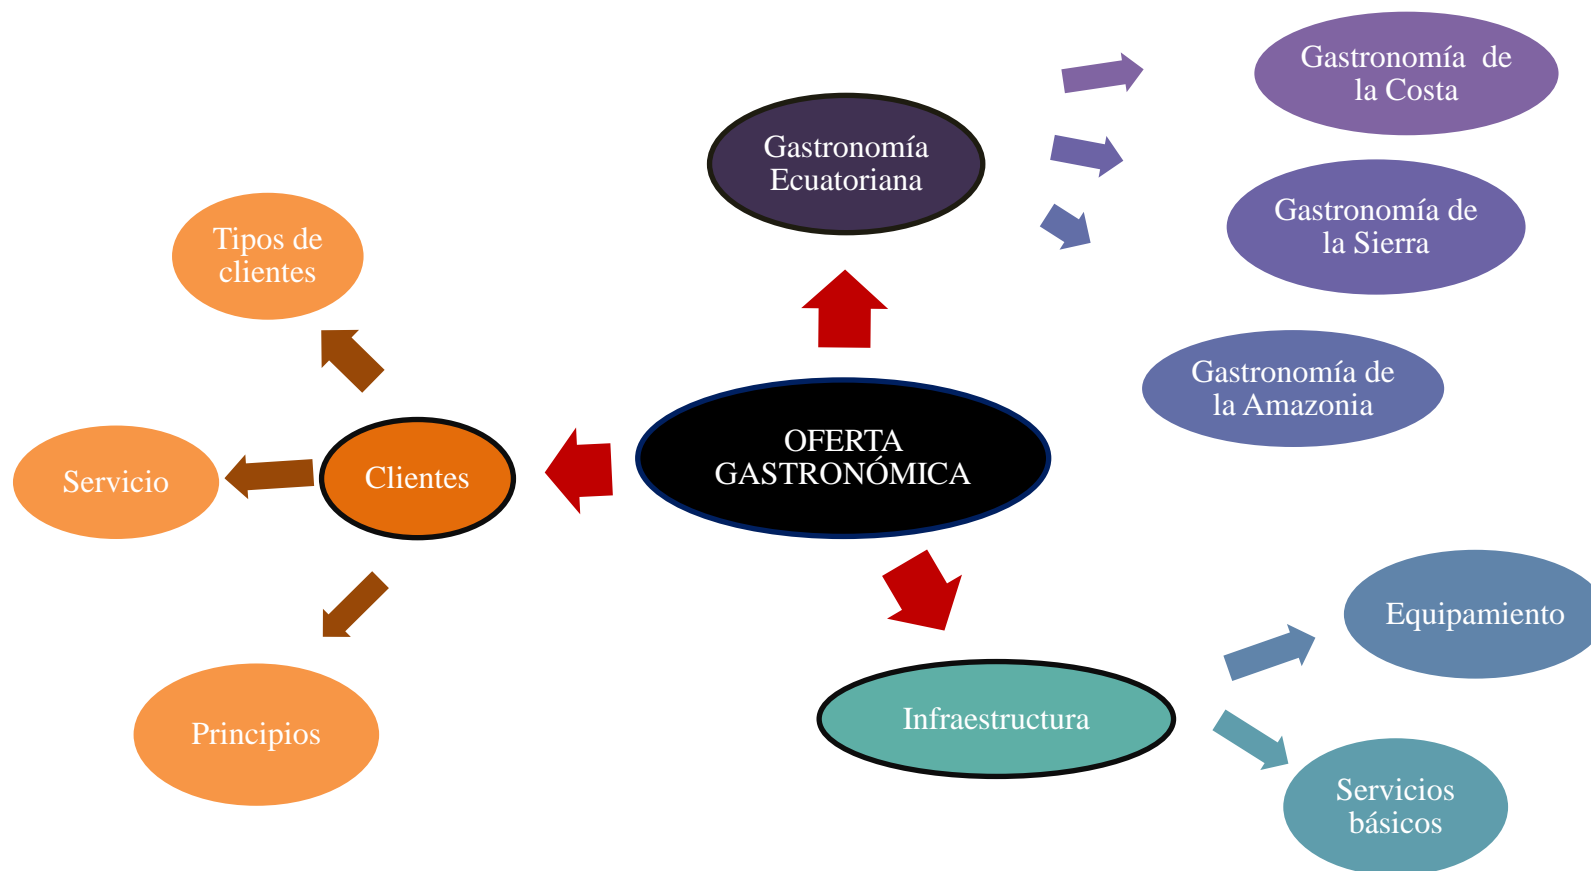 Gastronomía de
la Costa
Gastronomía
Ecuatoriana
Gastronomía de
la Sierra
Tipos de
clientes
Gastronomía de
la Amazonia
OFERTA
GASTRONÓMICA
Clientes
Servicio
Equipamiento
Infraestructura
Principios
Servicios
básicos